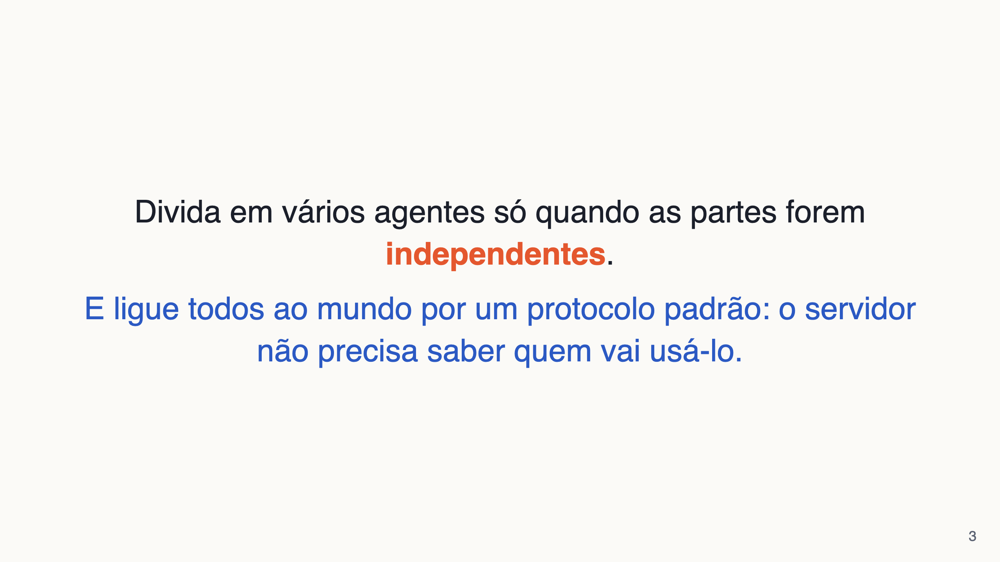 Divida em vários agentes só quando as partes forem
independentes.
E ligue todos ao mundo por um protocolo padrão: o servidor
não precisa saber quem vai usá-lo.
3